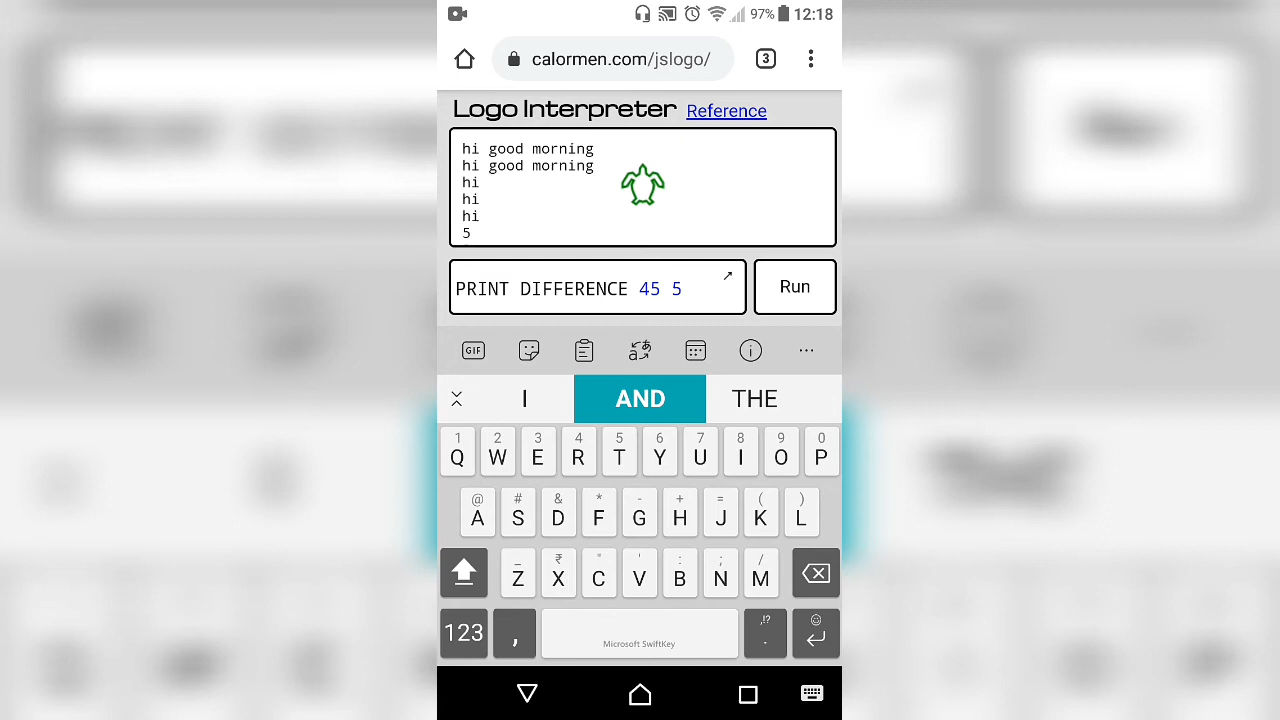 97% 12:18
calormen.com/jslogo/ 3
Logo Interpreter Reference
hi good morning
hi good morning
hi
hi
hi
5
PRINT DIFFERENCE 45 5 Run
GIF
I AND THE
1 2 3 4 5 6 7 8 9 0
Q W E R T Y U I O P
@ # & * - + = ( )
A S D F G H J K L
_ ₹ " ' : ; /
Z X C V B N M
123 , Microsoft SwiftKey ,!? .